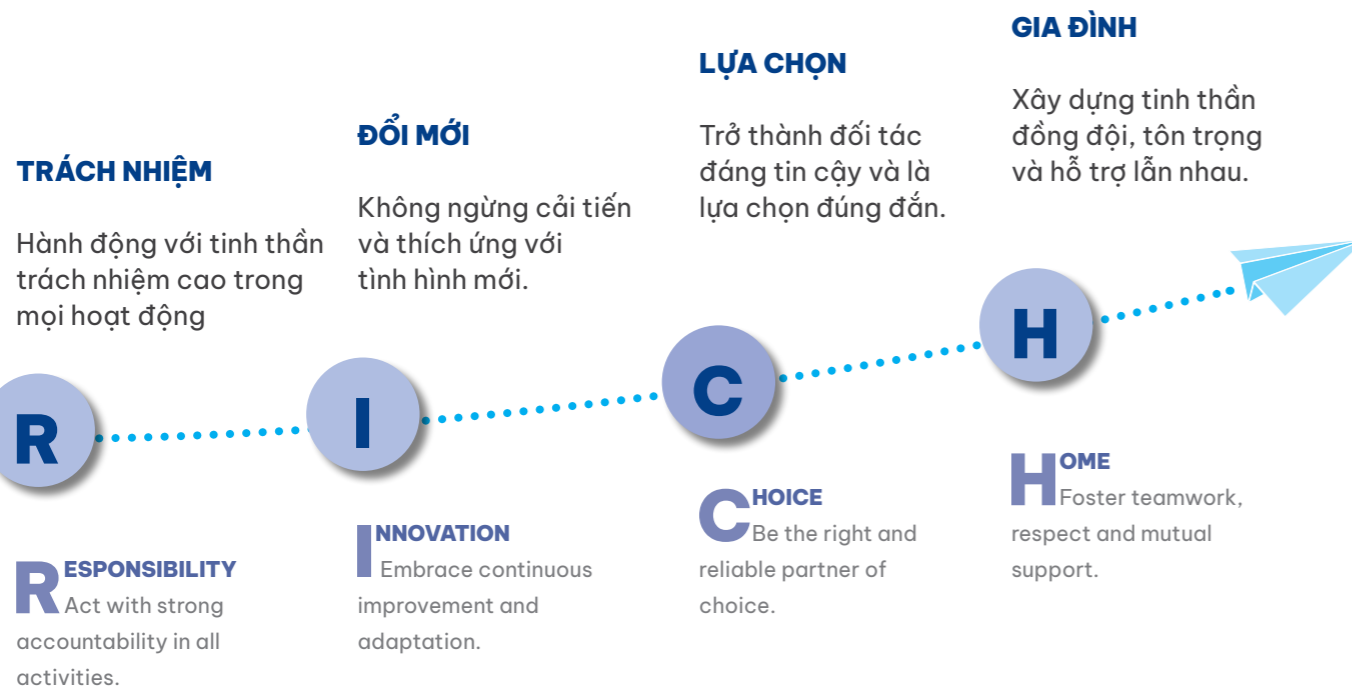 TRÁCH NHIỆM
Hành động với tinh thần
trách nhiệm cao trong
mọi hoạt động
ĐỔI MỚI
Không ngừng cải tiến
và thích ứng với
tình hình mới.
LỰA CHỌN
Trở thành đối tác
đáng tin cậy và là
lựa chọn đúng đắn.
GIA ĐÌNH
Xây dựng tinh thần
đồng đội, tôn trọng
và hỗ trợ lẫn nhau.
R
I
C
H
RESPONSIBILITY
Act with strong
accountability in all
activities.
INNOVATION
Embrace continuous
improvement and
adaptation.
CHOICE
Be the right and
reliable partner of
choice.
HOME
Foster teamwork,
respect and mutual
support.